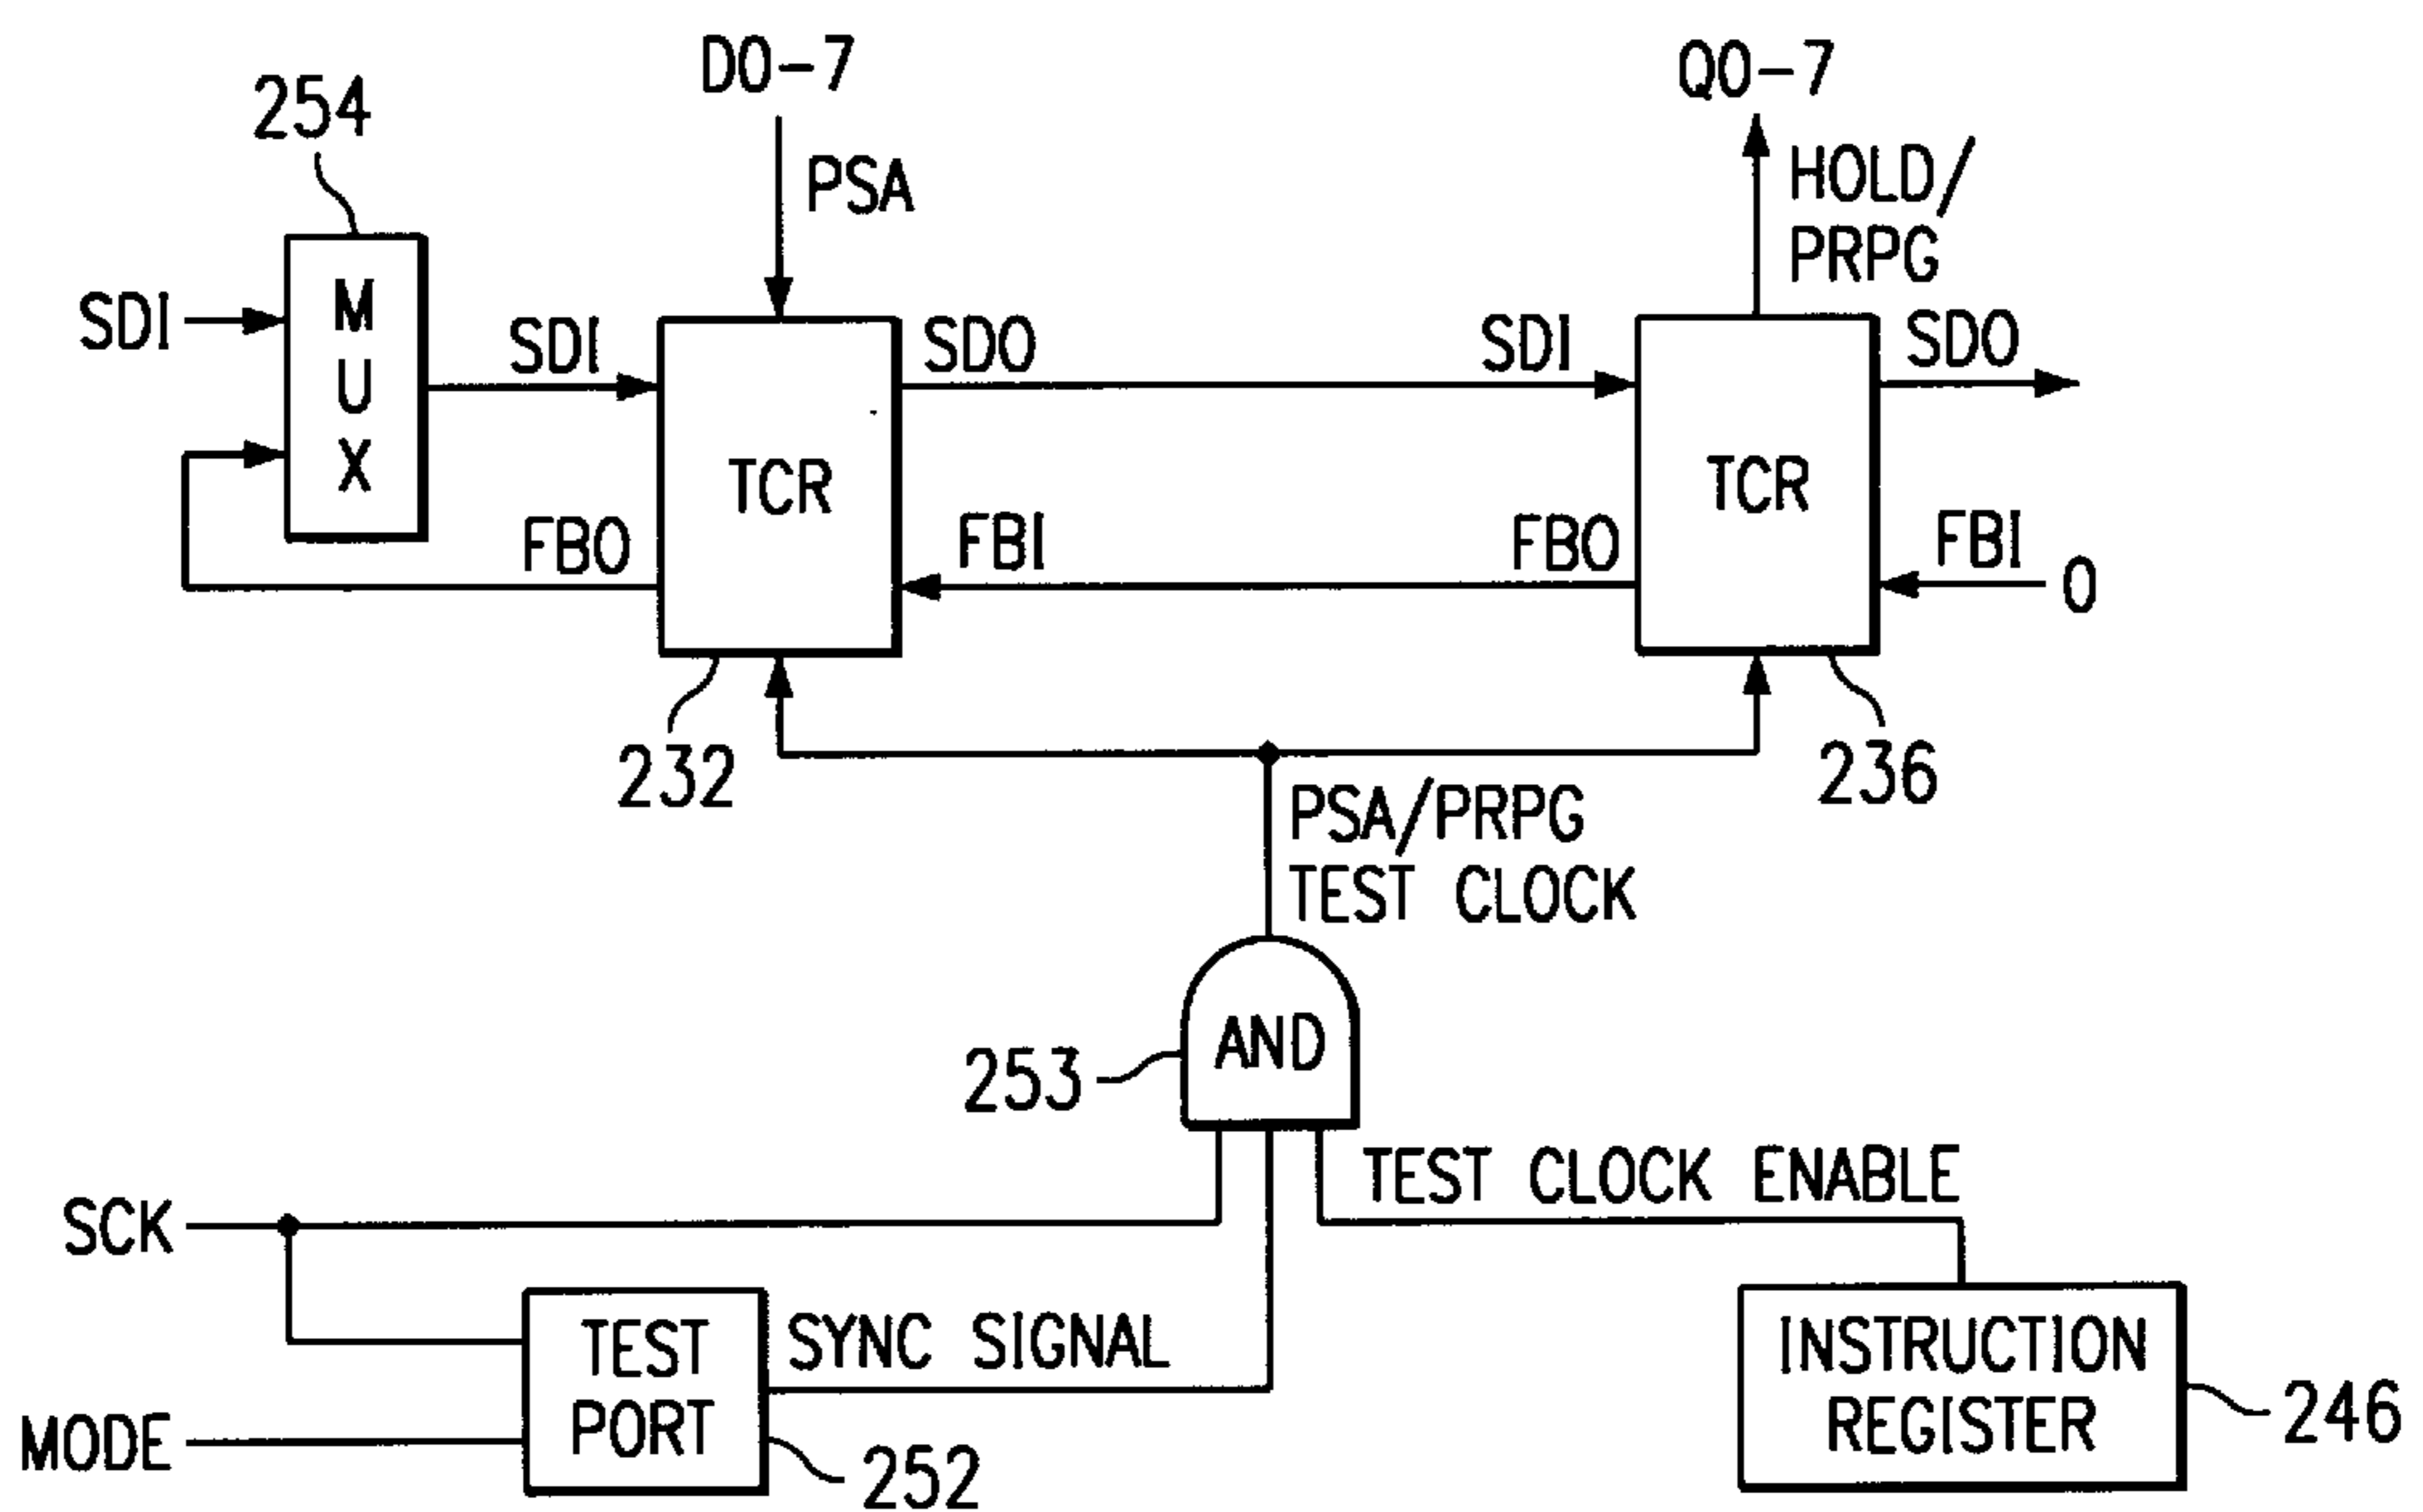 D0-7
Q0-7
254
PSA
HOLD/
PRPG
SDI
MUX
SDI
SDO
SDI
SDO
TCR
TCR
FBO
FBI
FBO
FBI
0
232
236
PSA/PRPG
TEST CLOCK
253
AND
TEST CLOCK ENABLE
SCK
TEST
PORT
SYNC SIGNAL
INSTRUCTION
REGISTER
246
MODE
252